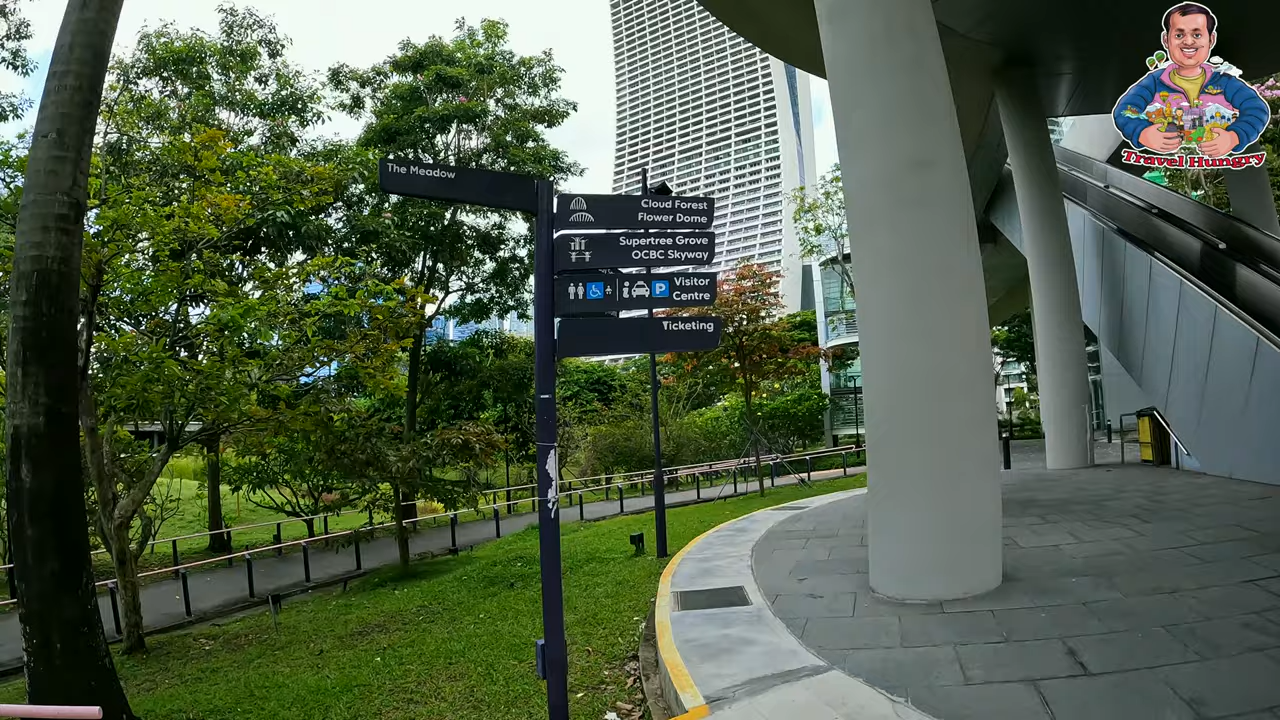 The Meadow
Cloud Forest
Flower Dome
Supertree Grove
OCBC Skyway
P
Visitor
Centre
Ticketing
Travel Hungry